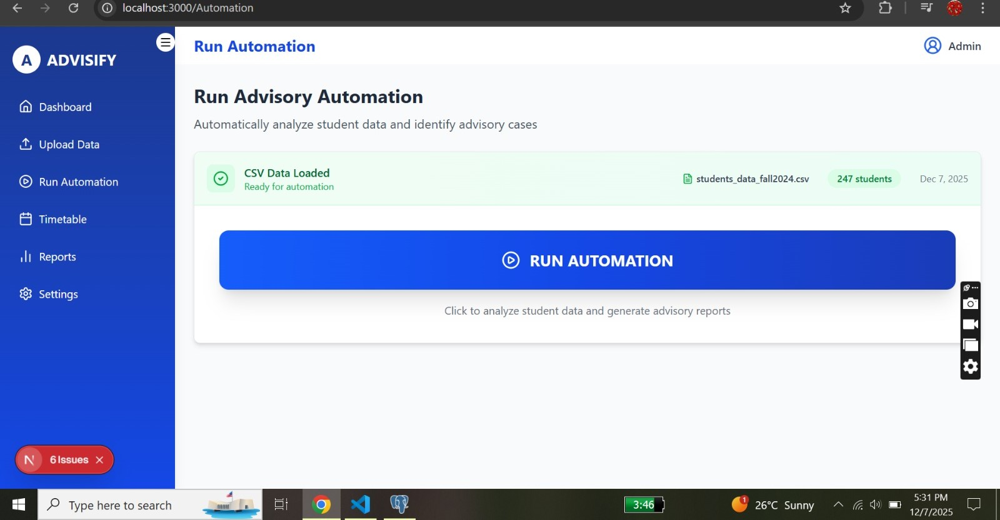 localhost:3000/Automation
A ADVISIFY
Dashboard
Upload Data
Run Automation
Timetable
Reports
Settings
N 6 Issues
Run Automation
Admin
Run Advisory Automation
Automatically analyze student data and identify advisory cases
CSV Data Loaded
Ready for automation
students_data_fall2024.csv
247 students
Dec 7, 2025
RUN AUTOMATION
Click to analyze student data and generate advisory reports
Type here to search
3:46
1
26°C Sunny
5:31 PM
12/7/2025